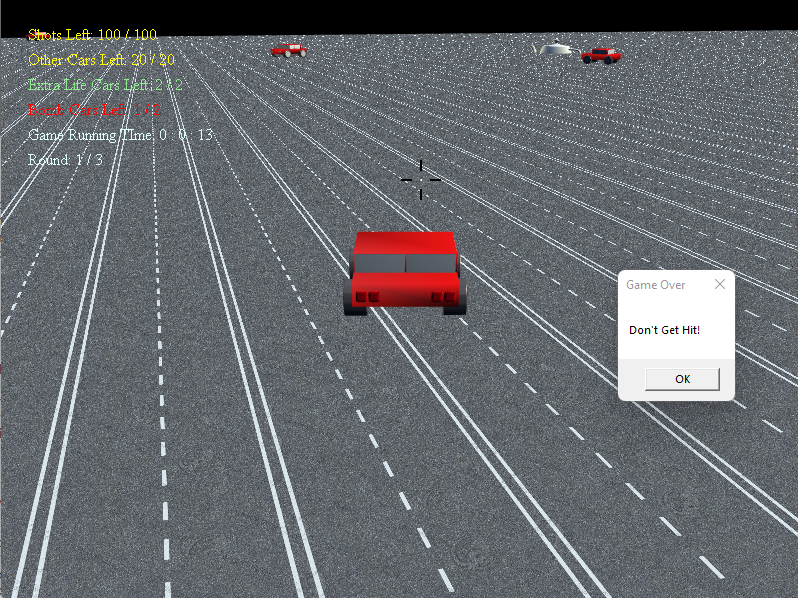 Shots Left: 100 / 100
Other Cars Left: 20 / 20
Extra Life Cars Left: 2 / 2
Cars Left: / 2
Game Running TIme: 0 : 0 : 13
Round: 1 / 3
Game Over
Don't Get Hit!
OK